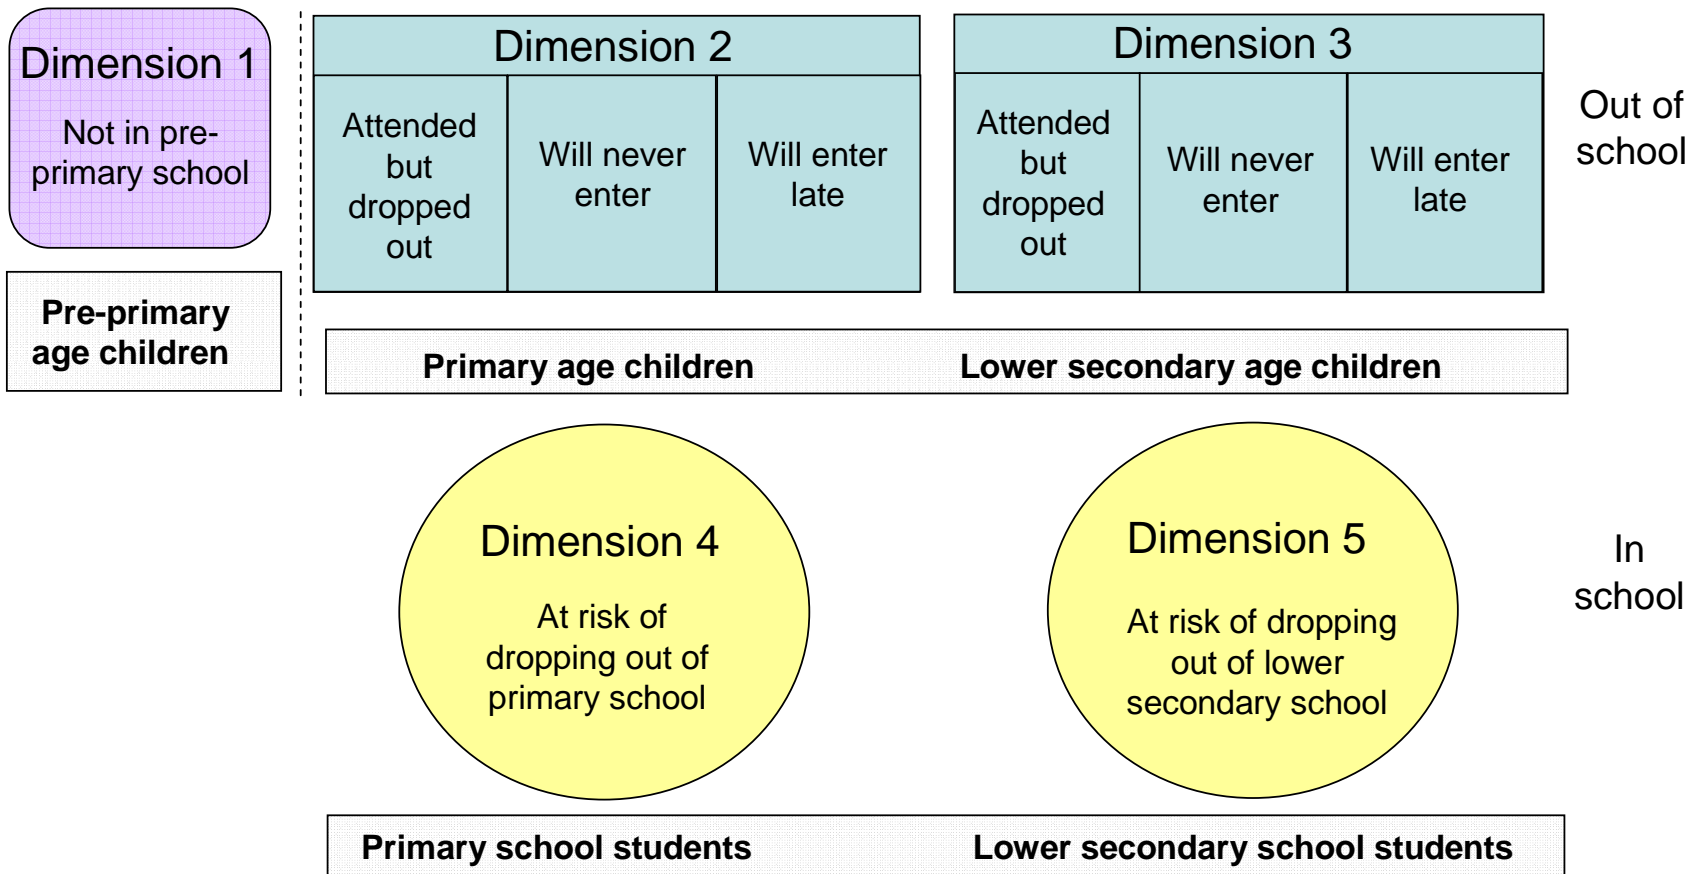 Dimension 1
Not in pre-
primary school
Pre-primary
age children
Dimension 2
Attended
but
dropped
out
Will never
enter
Will enter
late
Dimension 3
Attended
but
dropped
out
Will never
enter
Will enter
late
Out of
school
Primary age children
Lower secondary age children
Dimension 4
At risk of
dropping out of
primary school
Dimension 5
At risk of dropping
out of lower
secondary school
In
school
Primary school students
Lower secondary school students